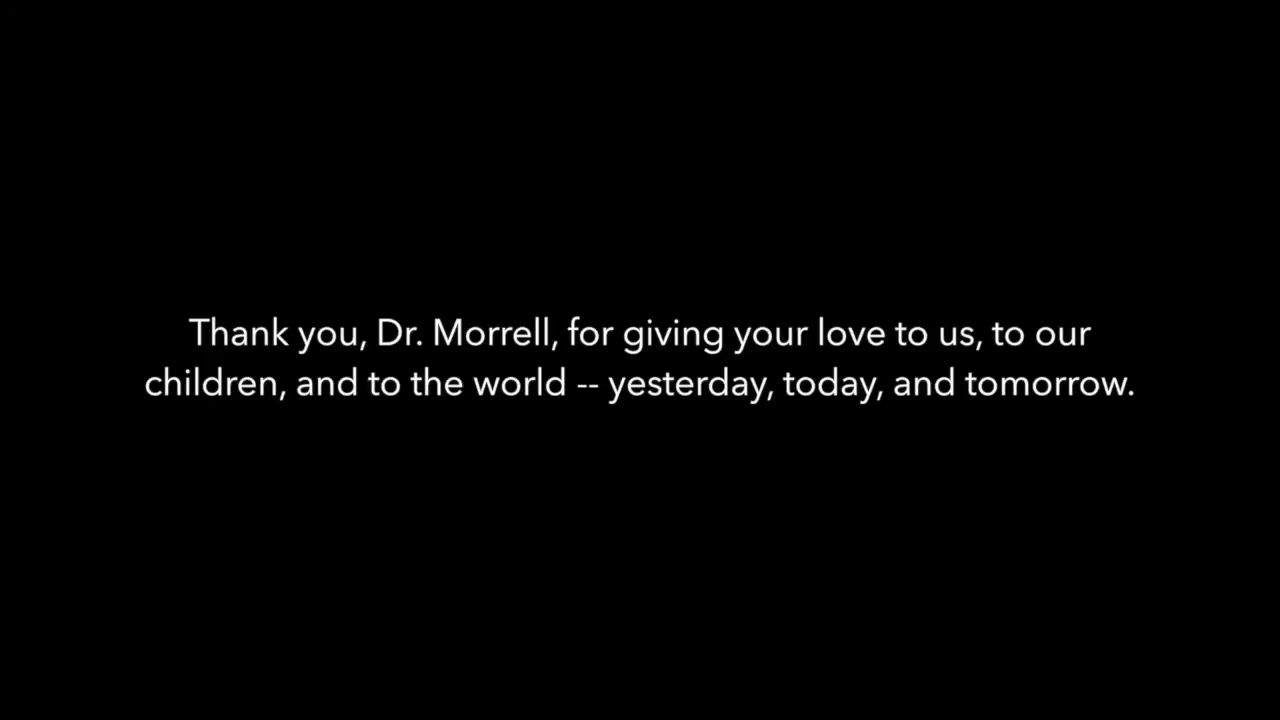 Thank you, Dr. Morrell, for giving your love to us, to our
children, and to the world -- yesterday, today, and tomorrow.